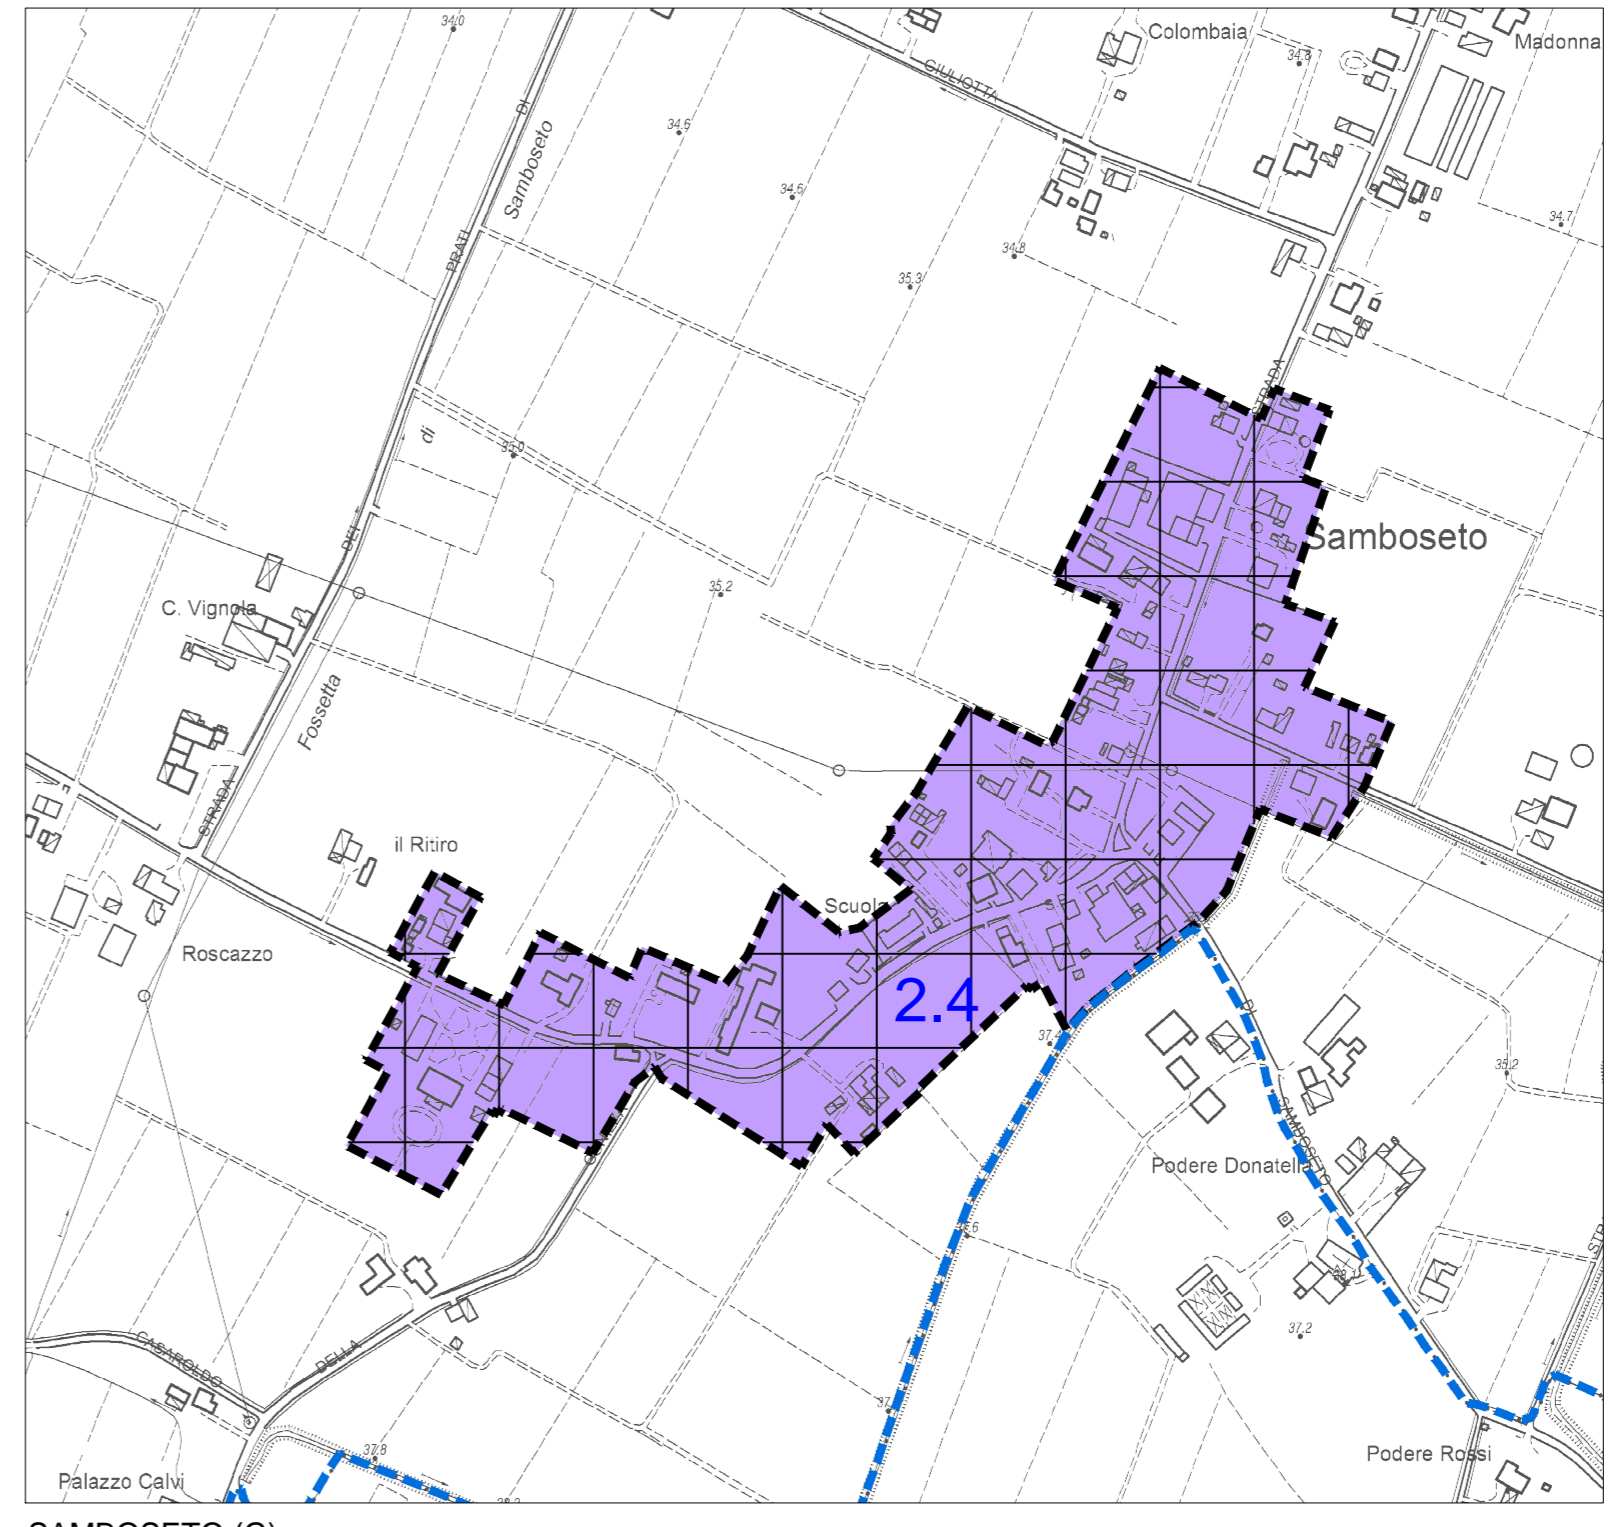 34.0
Colombaia
Madonna
34.8
GIULIOTTA
DI
Samboseto
34.6
34.6
34.7
PRATI
34.8
35.3
STRADA
di
35.0
Samboseto
DEI
35.2
C. Vignola
Fossetta
STRADA
il Ritiro
Scuola
Roscazzo
2.4
37.4
DI
35.2
SAMBOSETO
Podere Donatella
37.2
CASAROLDO
DELLA
37.8
Podere Rossi
Palazzo Calvi